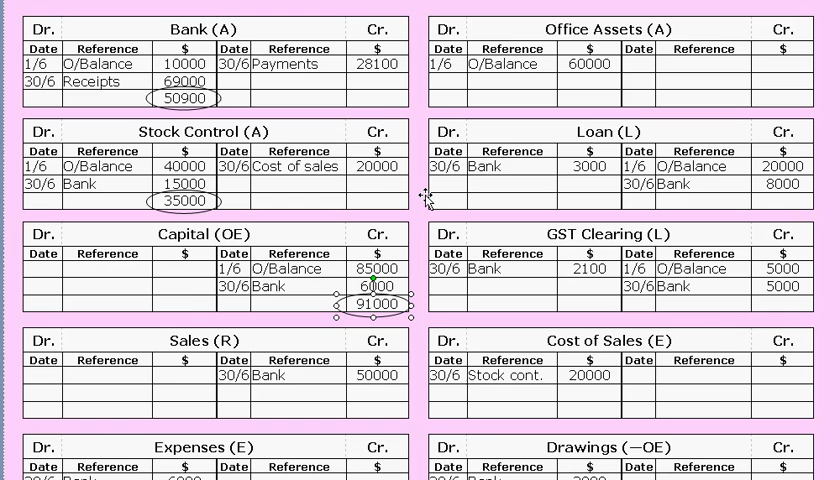 Dr. Bank (A) Cr.
Date Reference $ Date Reference $
1/6 O/Balance 10000 30/6 Payments 28100
30/6 Receipts 69000
50900
Dr. Office Assets (A) Cr.
Date Reference $ Date Reference $
1/6 O/Balance 60000
Dr. Stock Control (A) Cr.
Date Reference $ Date Reference $
1/6 O/Balance 40000 30/6 Cost of sales 20000
30/6 Bank 15000
35000
Dr. Loan (L) Cr.
Date Reference $ Date Reference $
30/6 Bank 3000 1/6 O/Balance 20000
30/6 Bank 8000
Dr. Capital (OE) Cr.
Date Reference $ Date Reference $
1/6 O/Balance 85000
30/6 Bank 6000
91000
Dr. GST Clearing (L) Cr.
Date Reference $ Date Reference $
30/6 Bank 2100 1/6 O/Balance 5000
30/6 Bank 5000
Dr. Sales (R) Cr.
Date Reference $ Date Reference $
30/6 Bank 50000
Dr. Cost of Sales (E) Cr.
Date Reference $ Date Reference $
30/6 Stock cont. 20000
Dr. Expenses (E) Cr.
Date Reference $ Date Reference $
30/6 Bank 6000
Dr. Drawings (—OE) Cr.
Date Reference $ Date Reference $
30/6 Bank